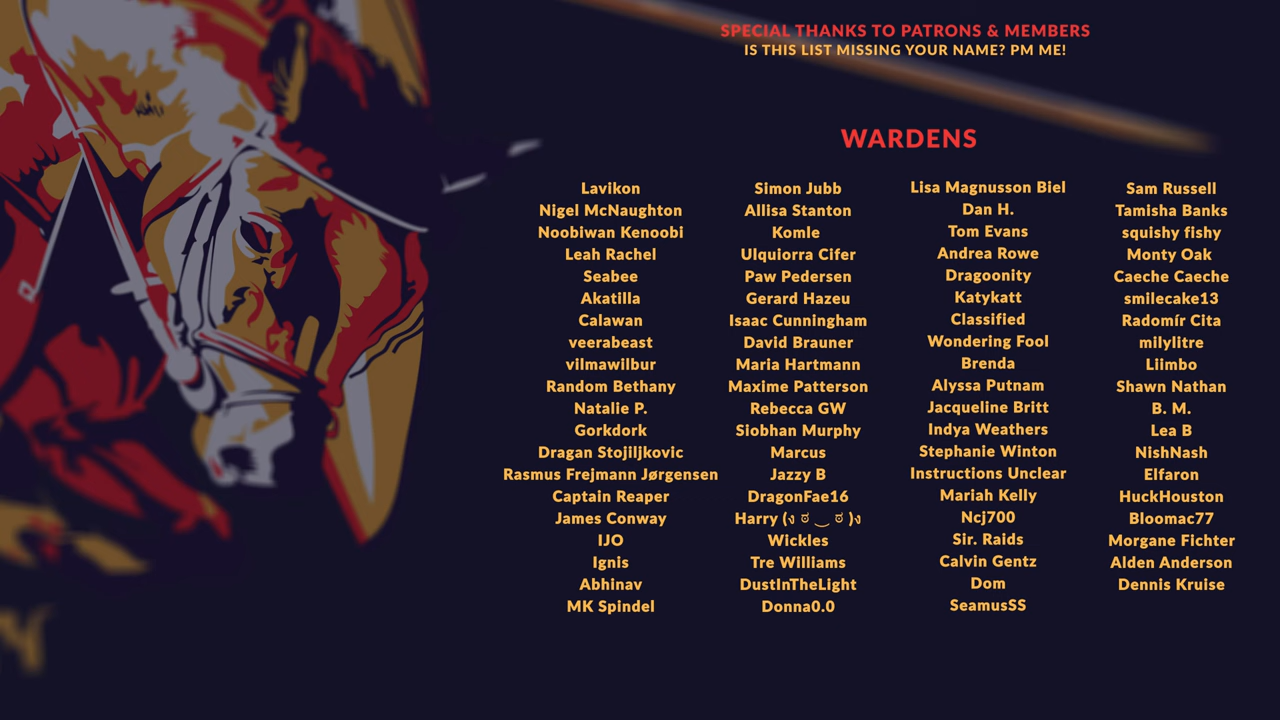 SPECIAL THANKS TO PATRONS & MEMBERS
IS THIS LIST MISSING YOUR NAME? PM ME!
WARDENS
Lavikon
Nigel McNaughton
Noobiwan Kenoobi
Leah Rachel
Seabee
Akatilla
Calawan
veerabeast
vilmawilbur
Random Bethany
Natalie P.
Gorkdork
Dragan Stojiljkovic
Rasmus Frejmann Jørgensen
Captain Reaper
James Conway
IJO
Ignis
Abhinav
MK Spindel
Simon Jubb
Allisa Stanton
Komle
Ulquiorra Cifer
Paw Pedersen
Gerard Hazeu
Isaac Cunningham
David Brauner
Maria Hartmann
Maxime Patterson
Rebecca GW
Siobhan Murphy
Marcus
Jazzy B
DragonFae16
Harry (ง ಠ ‿ ಠ )ง
Wickles
Tre Williams
DustInTheLight
Donna0.0
Lisa Magnusson Biel
Dan H.
Tom Evans
Andrea Rowe
Dragoonity
Katykatt
Classified
Wondering Fool
Brenda
Alyssa Putnam
Jacqueline Britt
Indya Weathers
Stephanie Winton
Instructions Unclear
Mariah Kelly
Ncj700
Sir. Raids
Calvin Gentz
Dom
SeamusSS
Sam Russell
Tamisha Banks
squishy fishy
Monty Oak
Caeche Caeche
smilecake13
Radomír Cita
milylitre
Liimbo
Shawn Nathan
B. M.
Lea B
NishNash
Elfaron
HuckHouston
Bloomac77
Morgane Fichter
Alden Anderson
Dennis Kruise